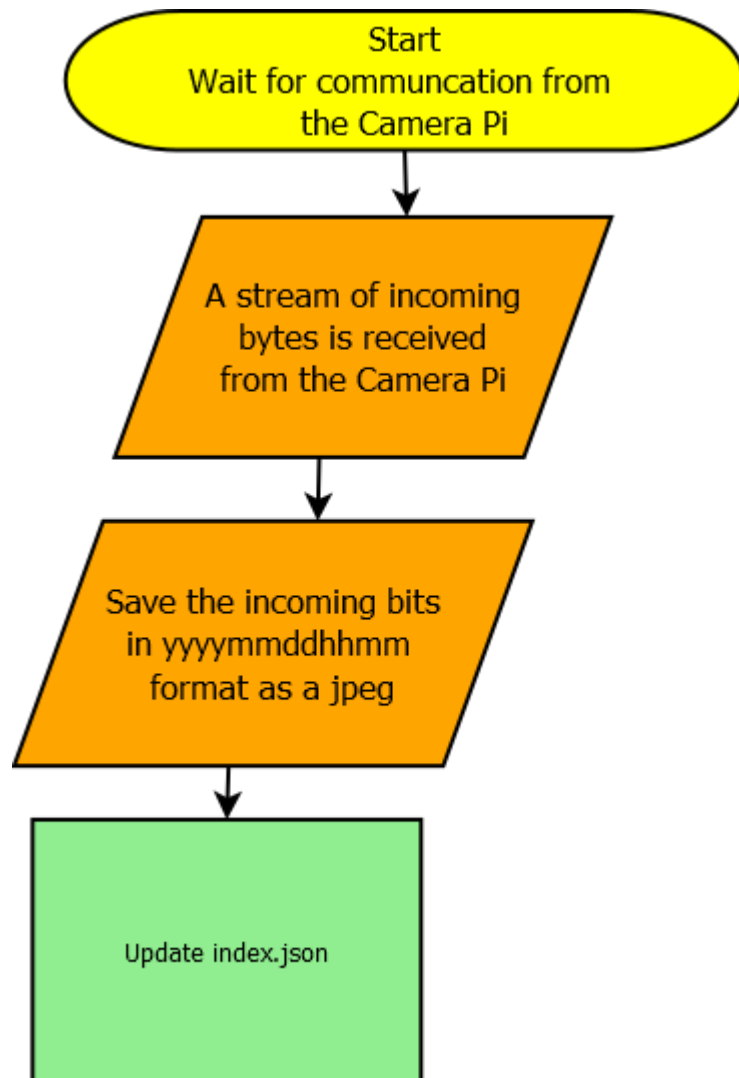 Start
Wait for communcation from
the Camera Pi
A stream of incoming
bytes is received
from the Camera Pi
Save the incoming bits
in yyyymmddhhmm
format as a jpeg
Update index.json